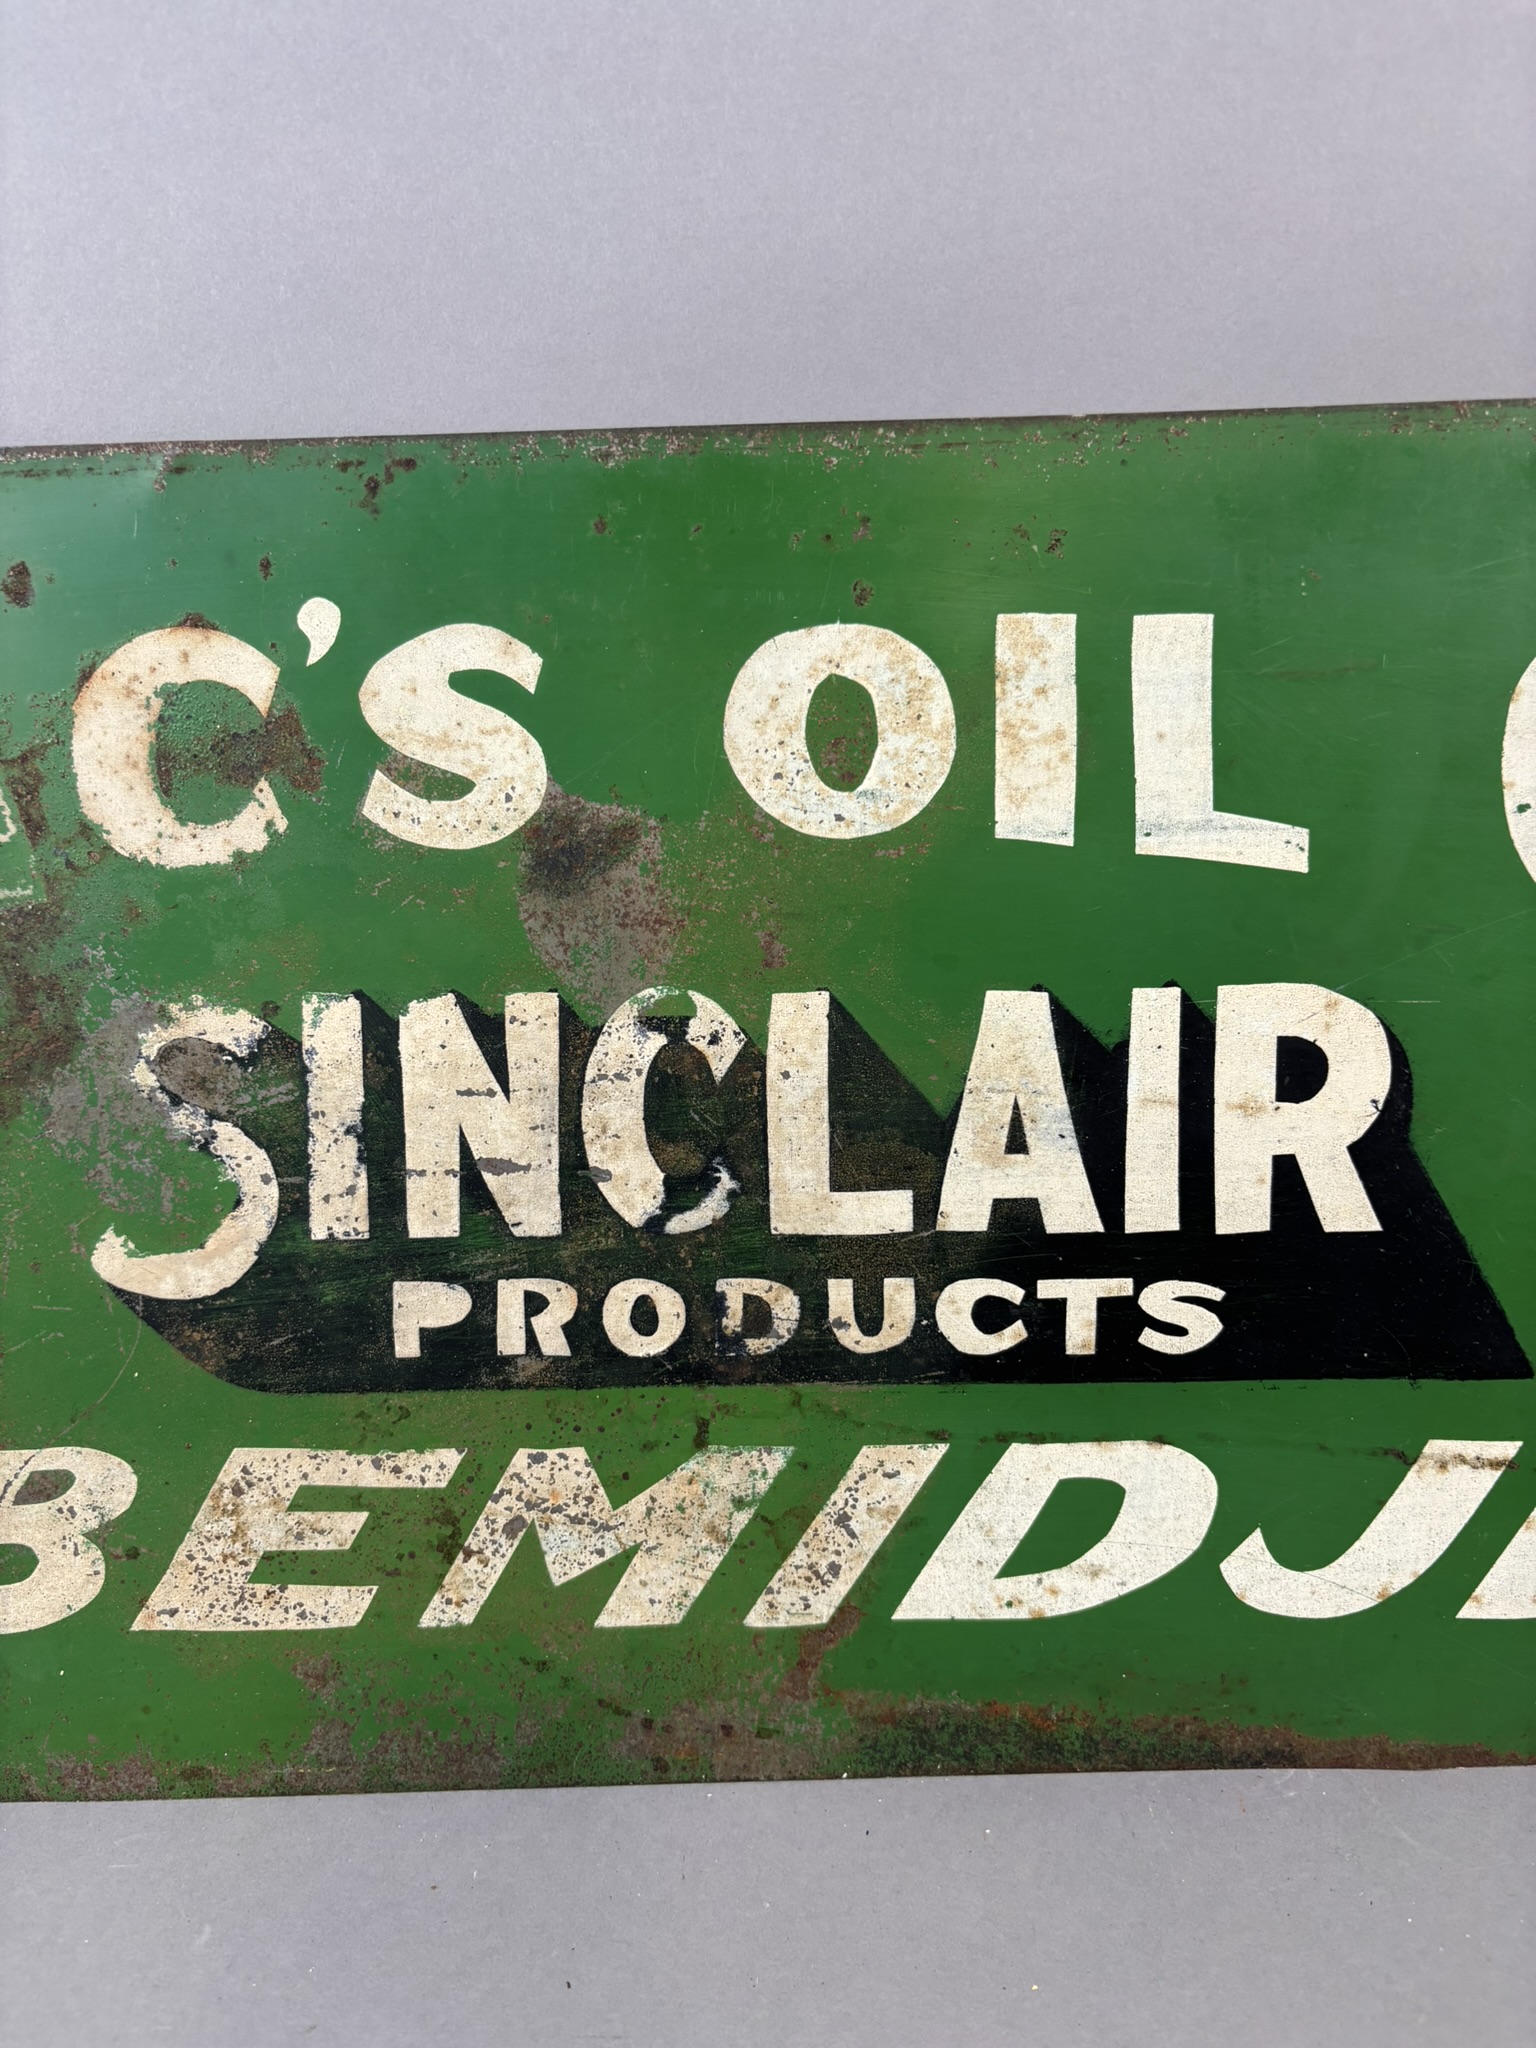 C'S OIL
SINCLAIR
PRODUCTS
BEMIDJI